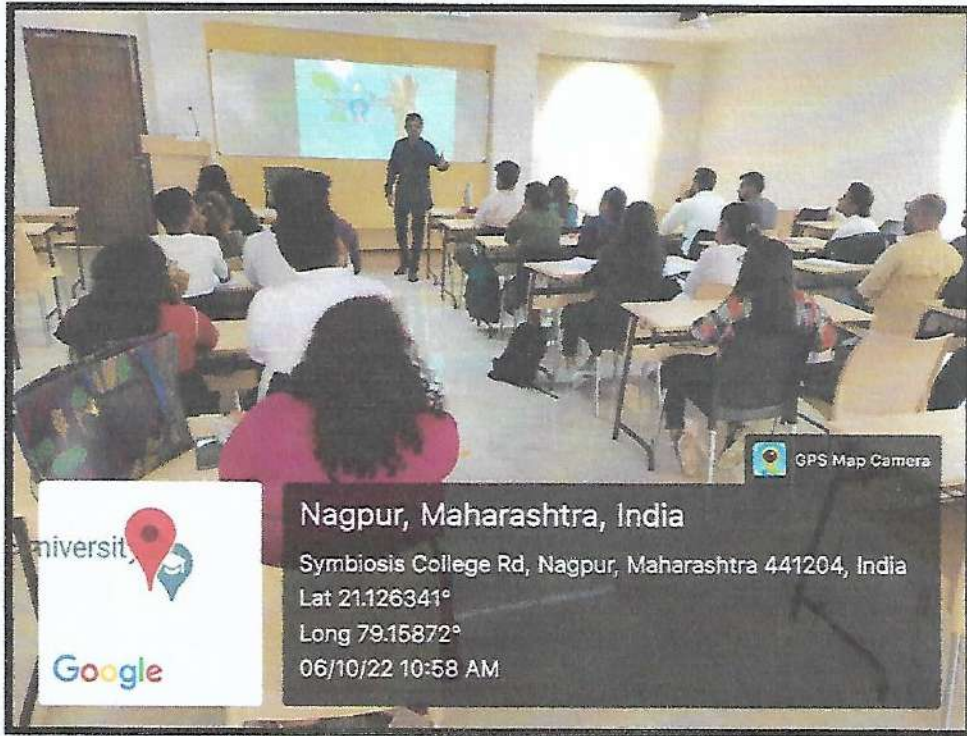 GPS Map Camera
Nagpur, Maharashtra, India
Symbiosis College Rd, Nagpur, Maharashtra 441204, India
Lat 21.126341°
Long 79.15872°
06/10/22 10:58 AM
niversit
Google